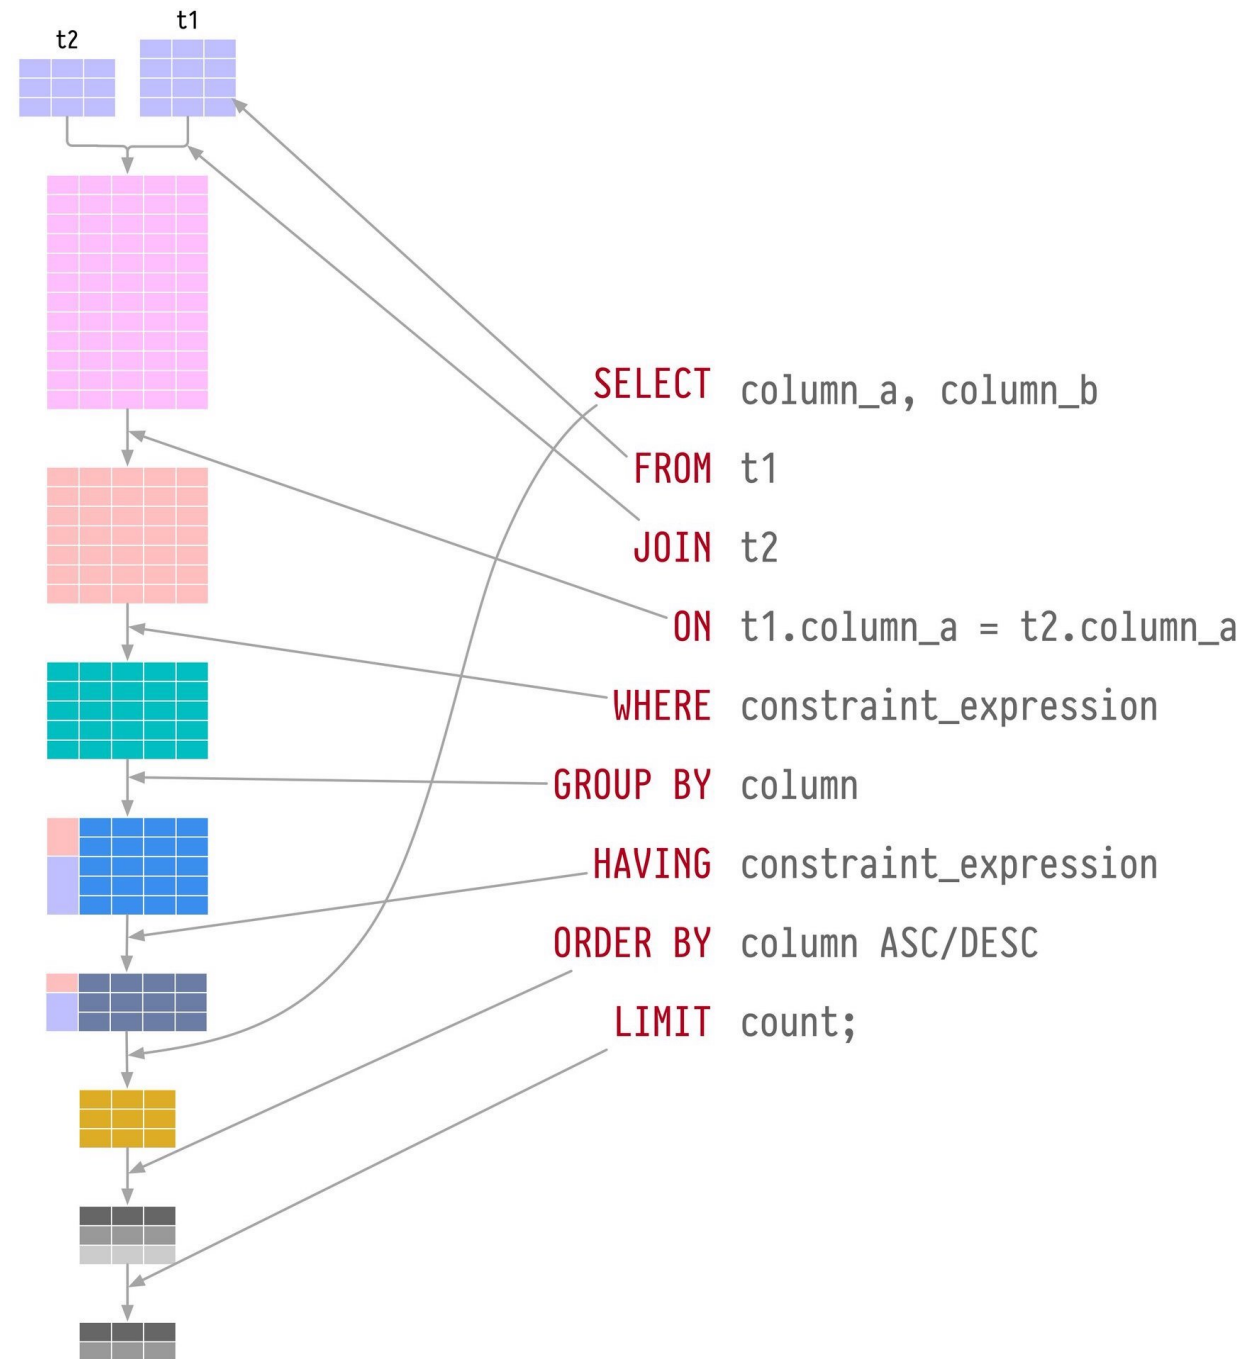 t1
t2
SELECT column_a, column_b
FROM t1
JOIN t2
ON t1.column_a = t2.column_a
WHERE constraint_expression
GROUP BY column
HAVING constraint_expression
ORDER BY column ASC/DESC
LIMIT count;